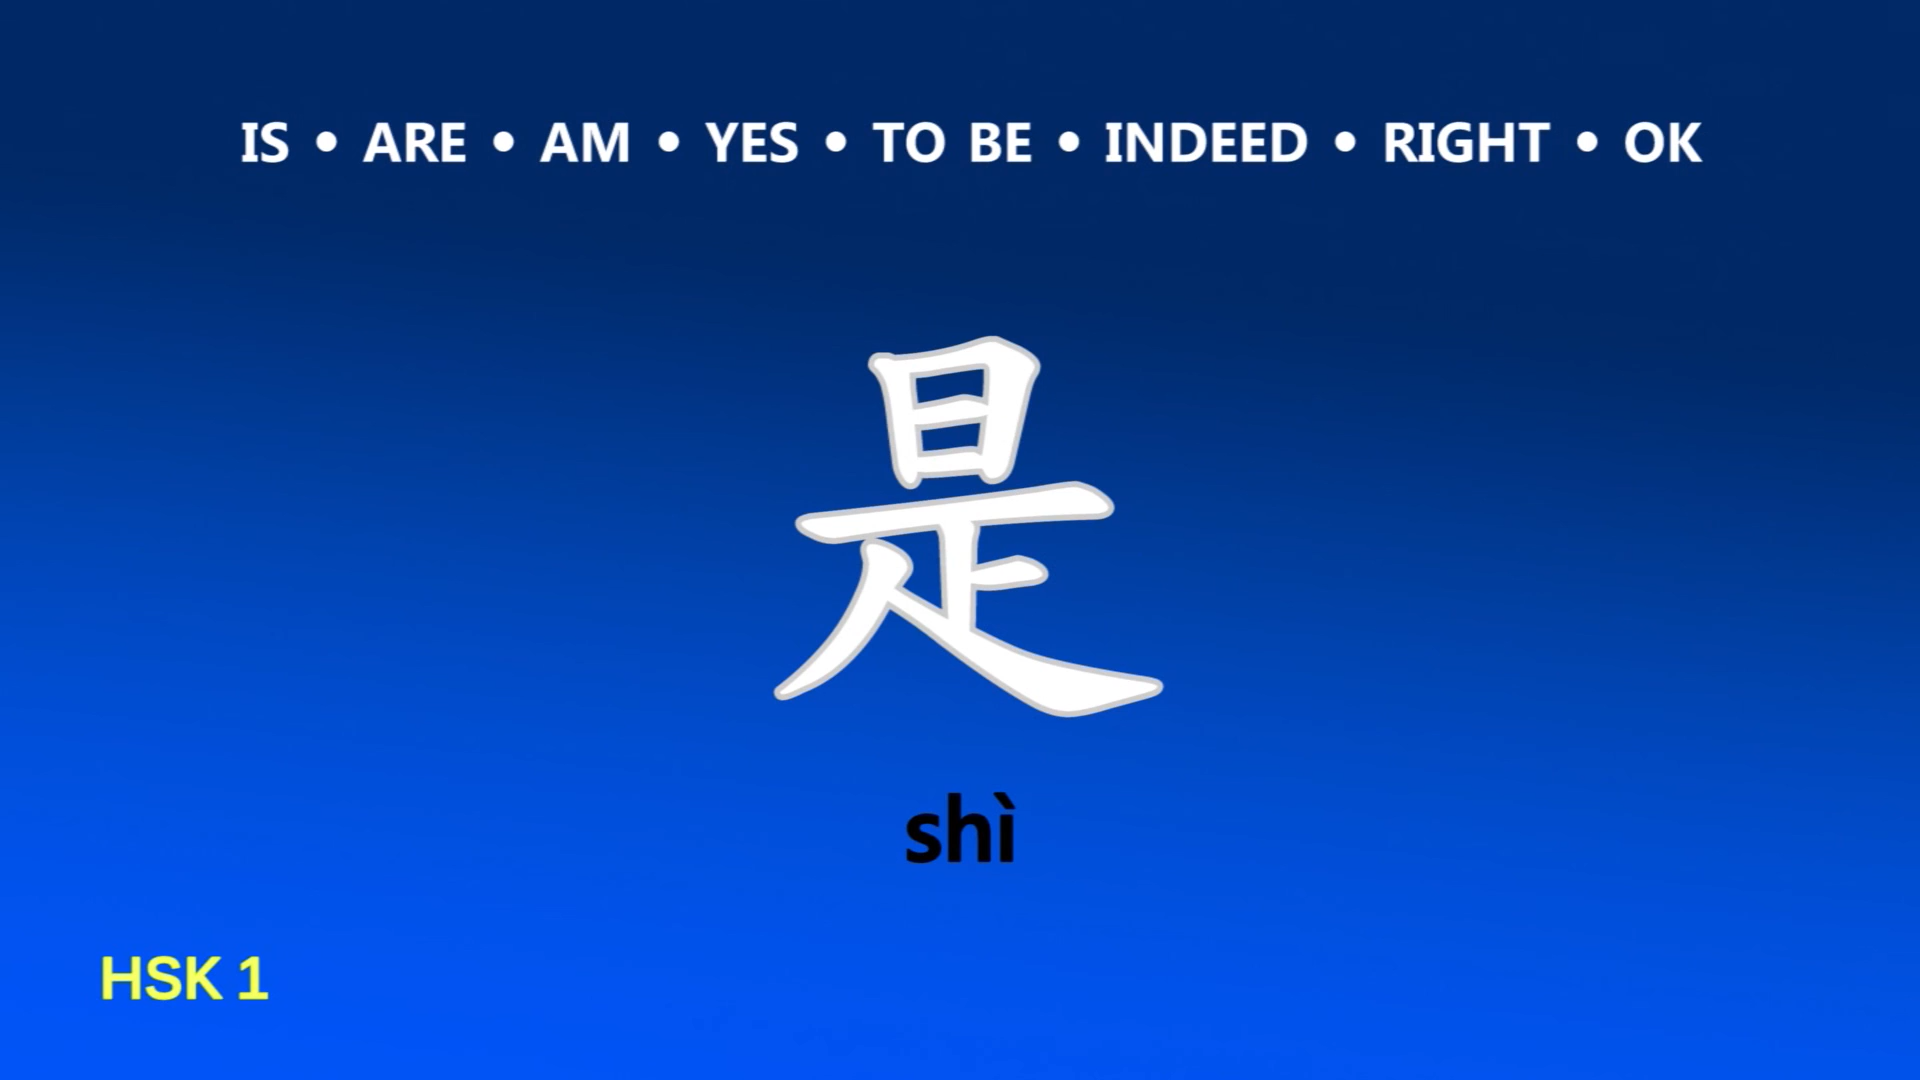 IS • ARE • AM • YES • TO BE • INDEED • RIGHT • OK
是
shì
HSK 1